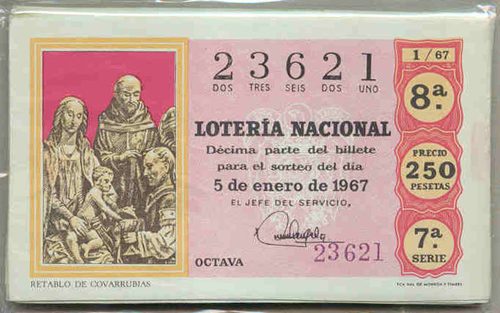 23621
DOS TRES SEIS DOS UNO
1/67
8ª.
LOTERÍA NACIONAL
Décima parte del billete
para el sorteo del día
5 de enero de 1967
EL JEFE DEL SERVICIO,
PRECIO
250
PESETAS
23621
OCTAVA
7ª.
SERIE
RETABLO DE COVARRUBIAS